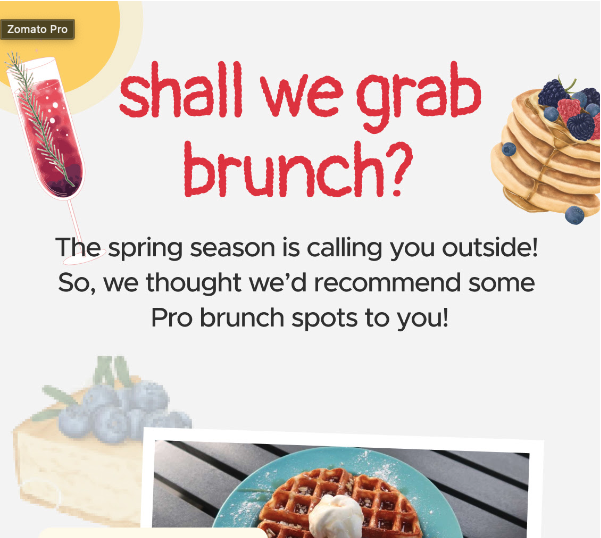 Zomato Pro
shall we grab
brunch?
The spring season is calling you outside!
So, we thought we’d recommend some
Pro brunch spots to you!